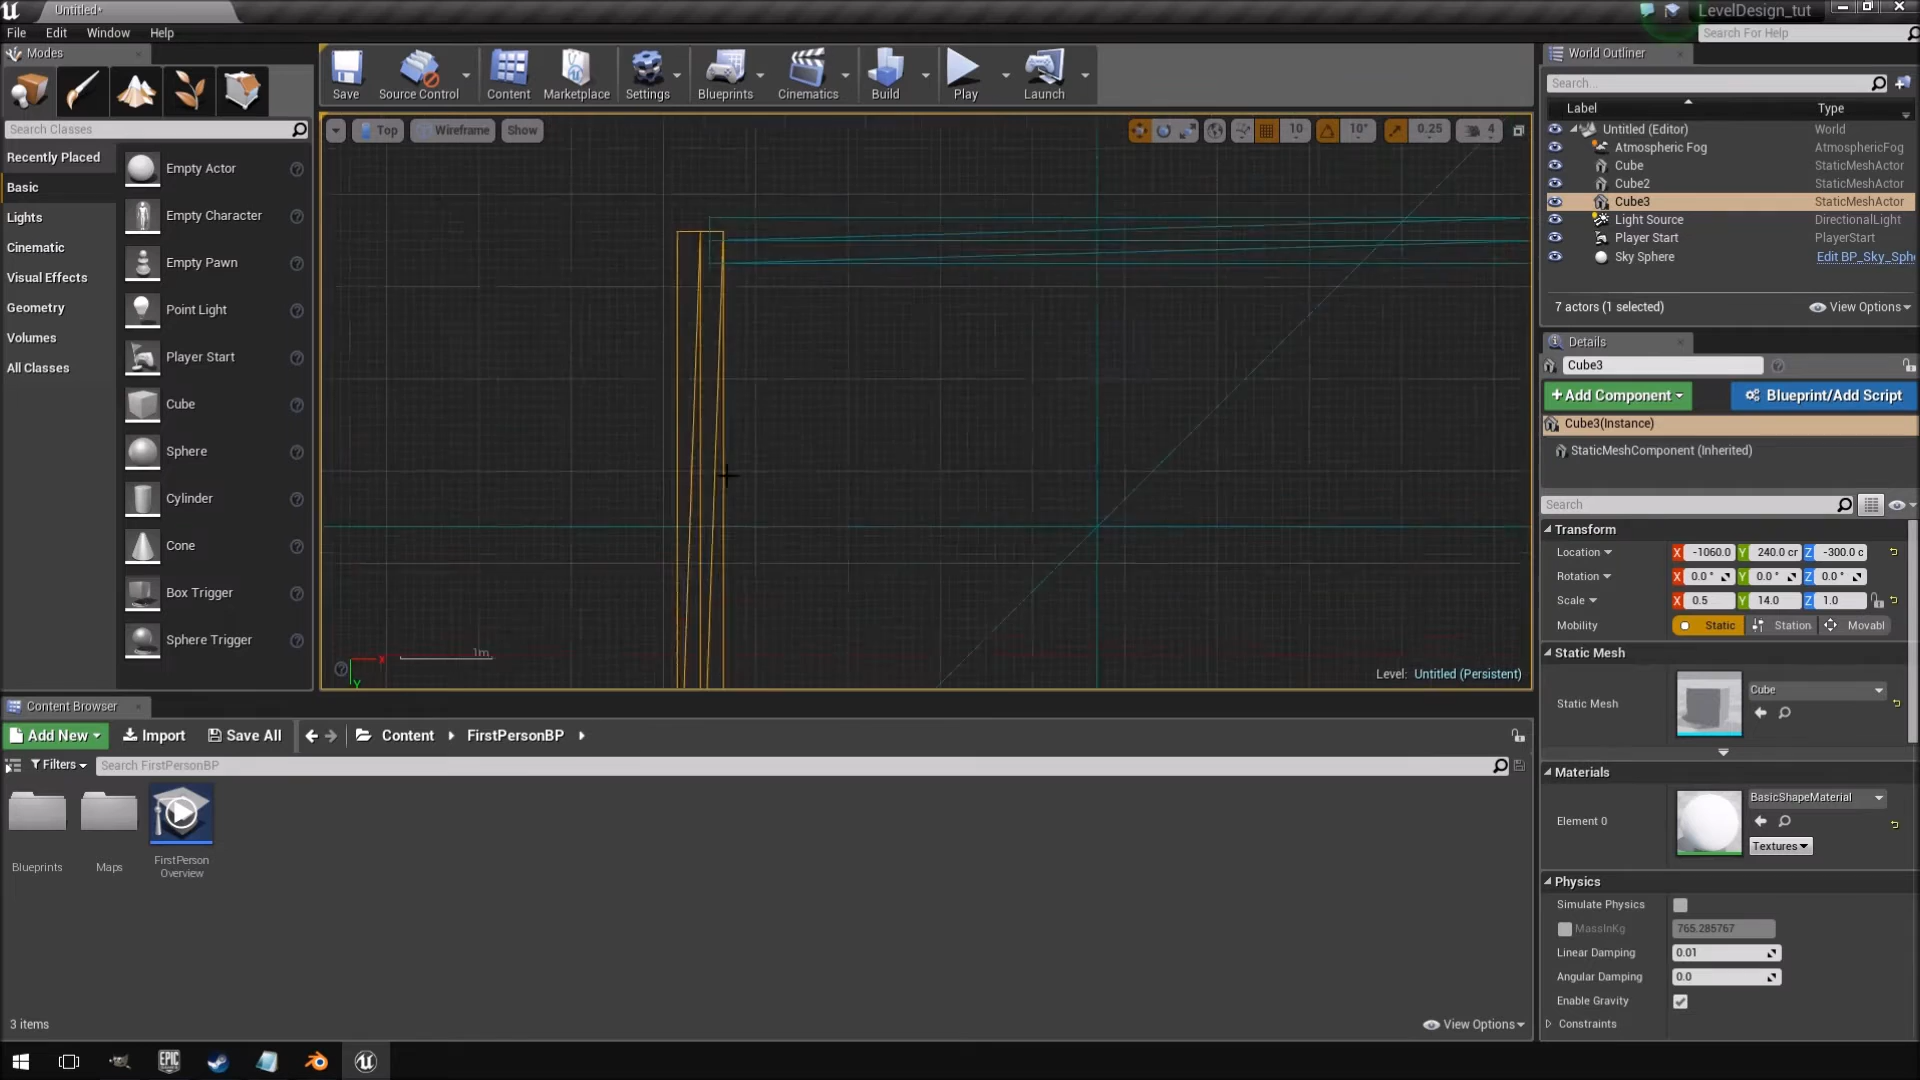 Untitled*
LevelDesign_tut
File Edit Window Help
Search For Help
Modes
Search Classes
Recently Placed
Basic
Lights
Cinematic
Visual Effects
Geometry
Volumes
All Classes
Empty Actor
Empty Character
Empty Pawn
Point Light
Player Start
Cube
Sphere
Cylinder
Cone
Box Trigger
Sphere Trigger
Save Source Control Content Marketplace Settings Blueprints Cinematics Build Play Launch
Top Wireframe Show
10 10° 0.25 4
1m
x
Y
Level: Untitled (Persistent)
World Outliner
Search...
Label Type
Untitled (Editor) World
Atmospheric Fog AtmosphericFog
Cube StaticMeshActor
Cube2 StaticMeshActor
Cube3 StaticMeshActor
Light Source DirectionalLight
Player Start PlayerStart
Sky Sphere Edit BP_Sky_Sph
7 actors (1 selected) View Options
Details
Cube3
+Add Component Blueprint/Add Script
Cube3(Instance)
StaticMeshComponent (Inherited)
Search
Transform
Location X -1060.0 Y 240.0 cr Z -300.0 c
Rotation X 0.0 ° Y 0.0 ° Z 0.0 °
Scale X 0.5 Y 14.0 Z 1.0
Mobility Static Station Movabl
Static Mesh
Static Mesh Cube
Materials
Element 0 BasicShapeMaterial
Textures
Physics
Simulate Physics
MassInKg 765.285767
Linear Damping 0.01
Angular Damping 0.0
Enable Gravity
Constraints
Content Browser
Add New Import Save All Content FirstPersonBP
Filters Search FirstPersonBP
Blueprints
Maps
FirstPerson
Overview
3 items
View Options
EPIC